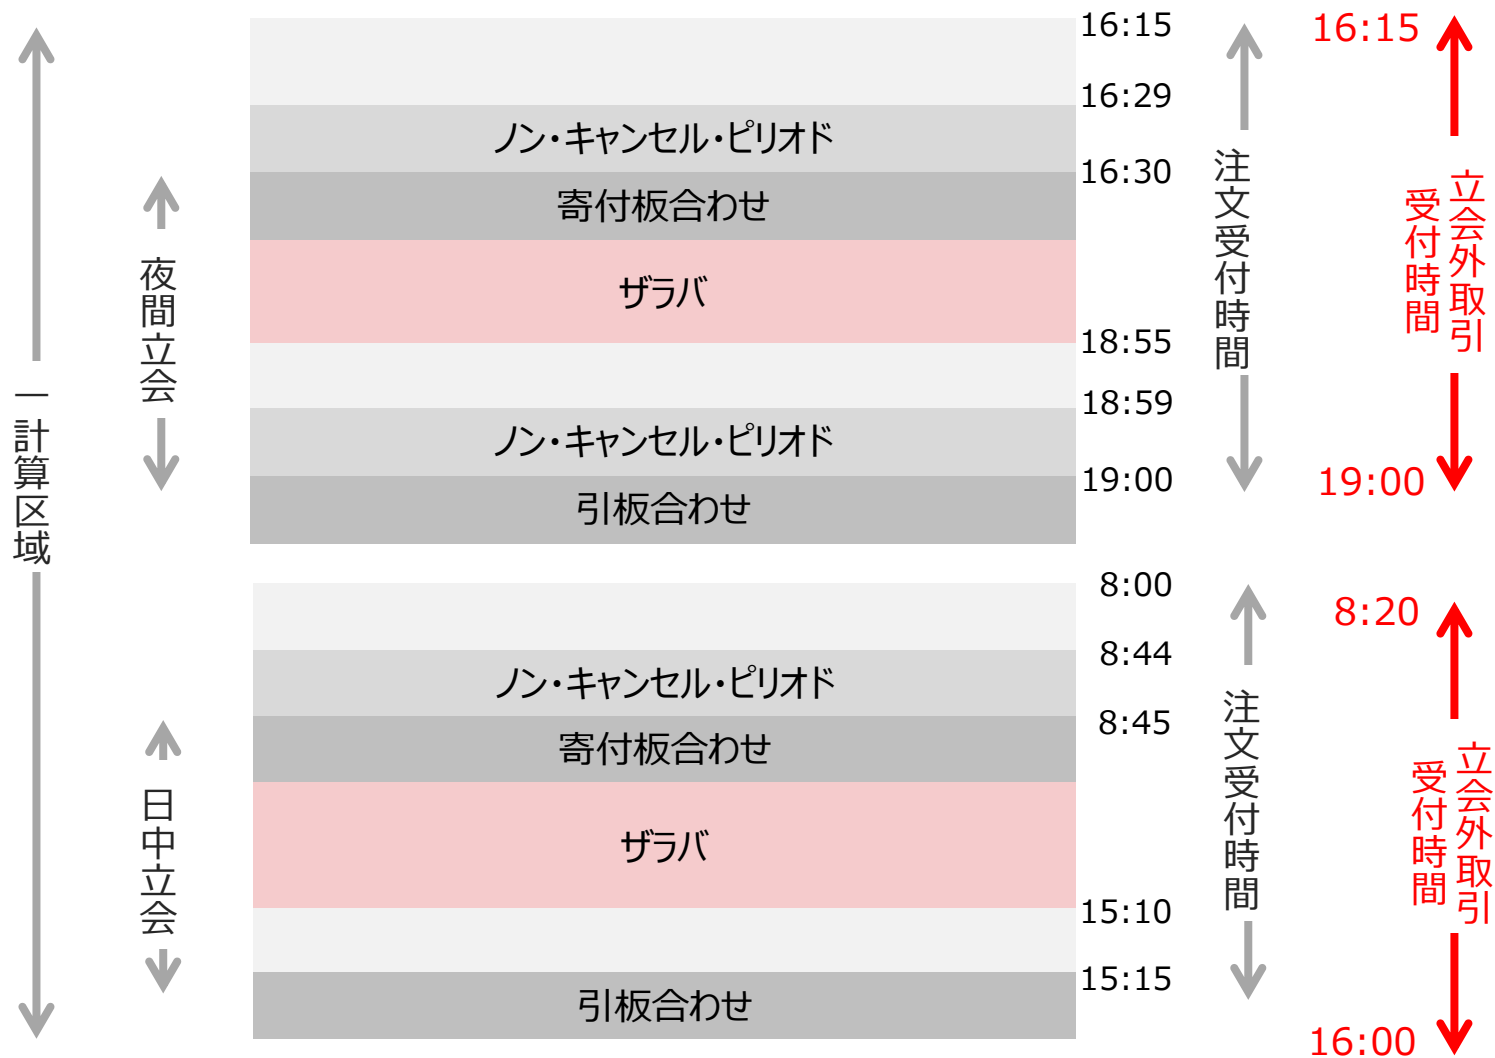 16:15
16:15
16:29
ノン・キャンセル・ピリオド
16:30
寄付板合わせ
ザラバ
18:55
18:59
ノン・キャンセル・ピリオド
19:00
引板合わせ
夜間立会
注文受付時間
立会外取引
受付時間
19:00
一計算区域
8:00
8:20
8:44
ノン・キャンセル・ピリオド
8:45
寄付板合わせ
ザラバ
15:10
15:15
引板合わせ
日中立会
注文受付時間
立会外取引
受付時間
16:00